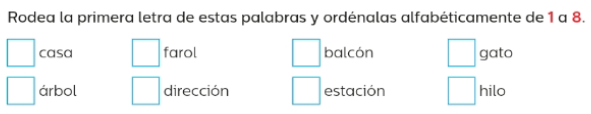 Rodea la primera letra de estas palabras y ordénalas alfabéticamente de 1 a 8.
casa farol balcón gato
árbol dirección estación hilo